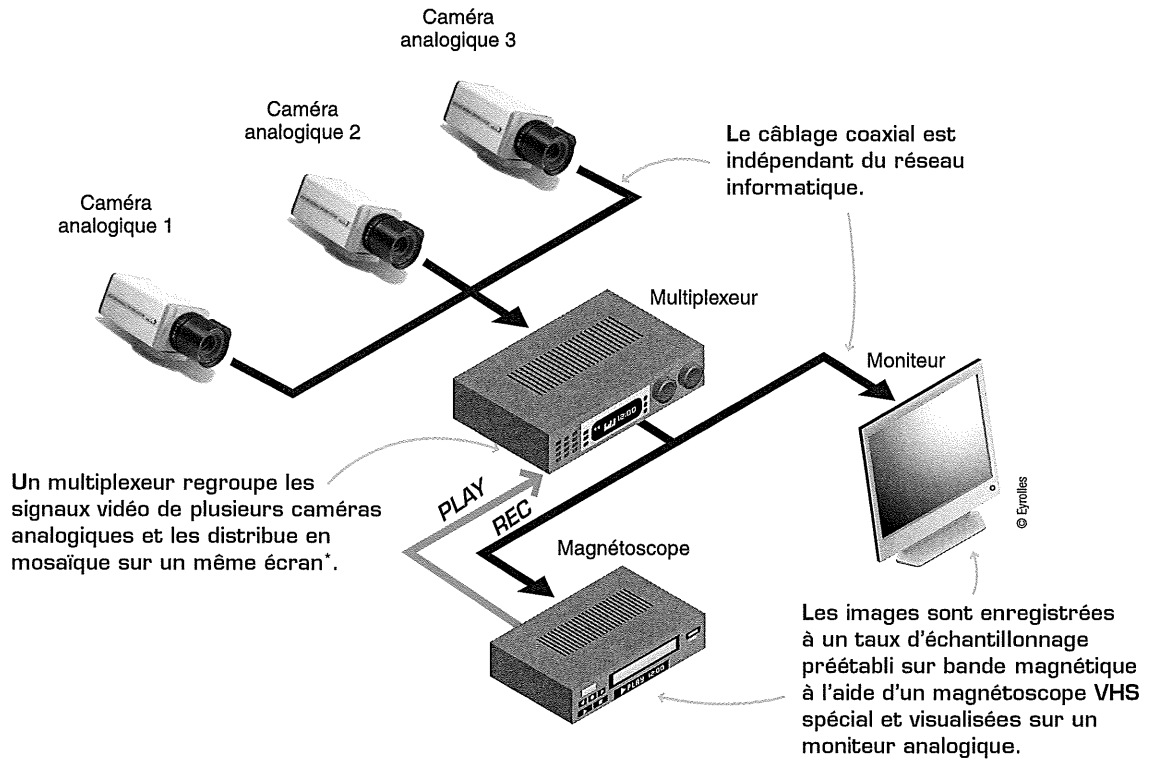 Caméra
analogique 3
Caméra
analogique 2
Caméra
analogique 1
Le câblage coaxial est
indépendant du réseau
informatique.
Multiplexeur
Moniteur
Un multiplexeur regroupe les
signaux vidéo de plusieurs caméras
analogiques et les distribue en
mosaïque sur un même écran*.
PLAY
REC
Magnétoscope
© Eyrolles
Les images sont enregistrées
à un taux d'échantillonnage
préétabli sur bande magnétique
à l'aide d'un magnétoscope VHS
spécial et visualisées sur un
moniteur analogique.